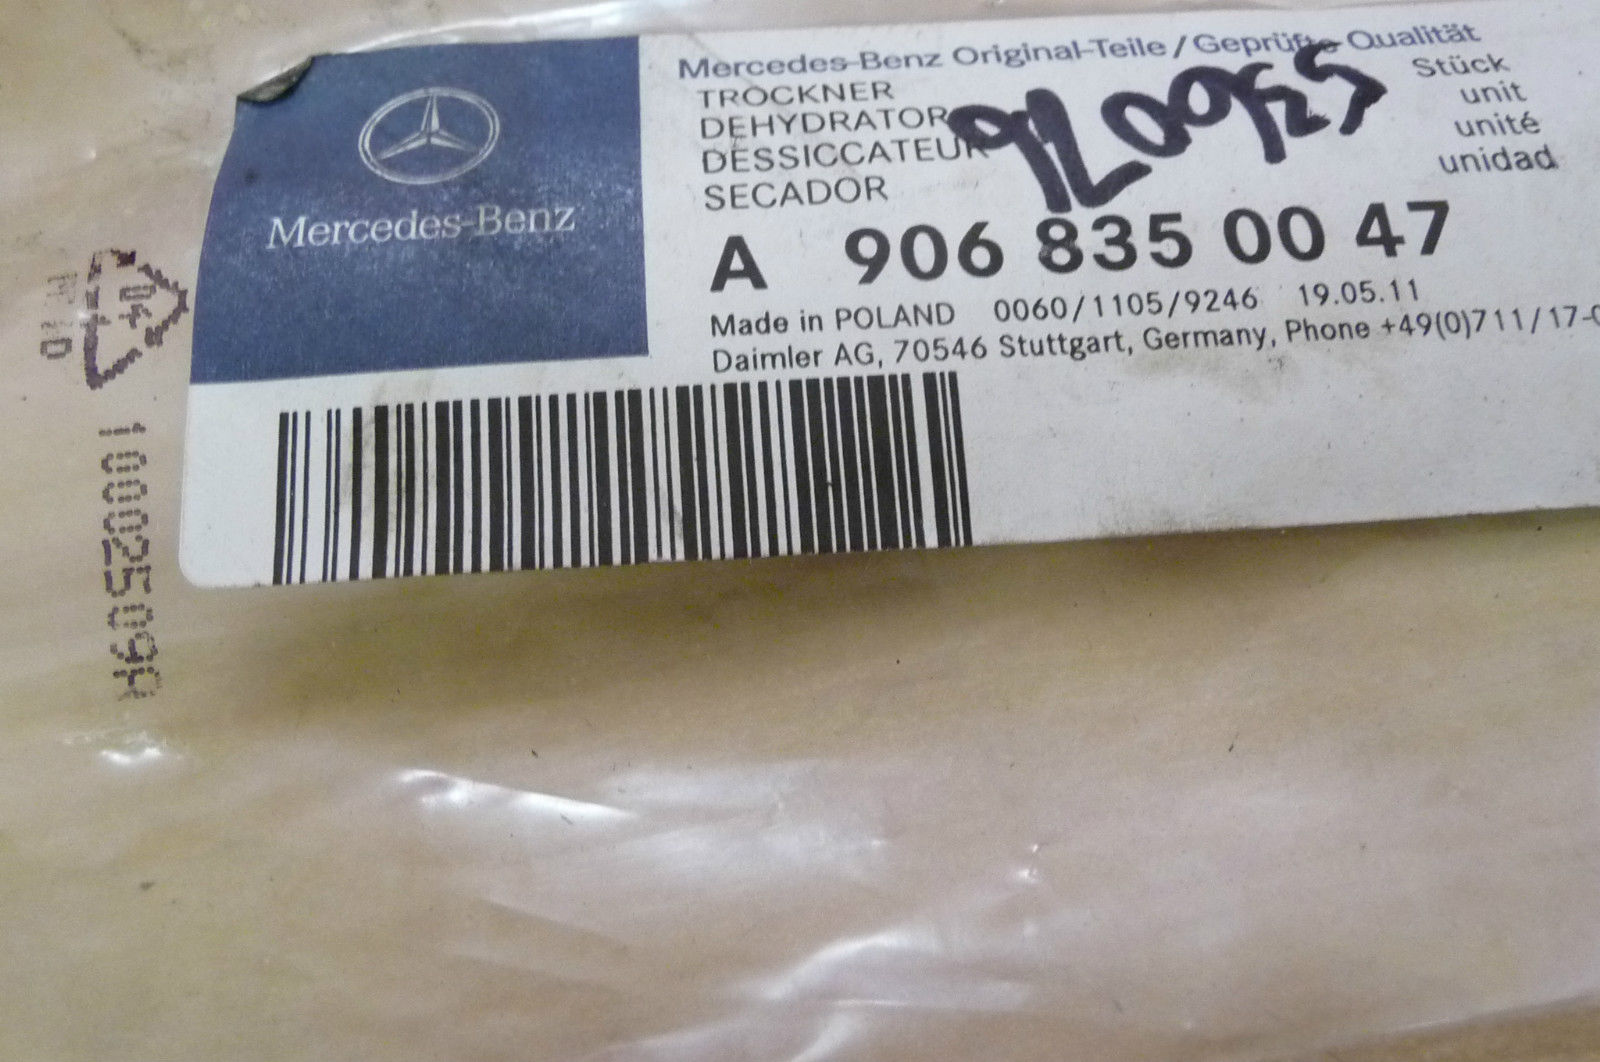 Mercedes-Benz
Mercedes-Benz Original-Teile / Geprüfte Qualität
TROCKNER
DEHYDRATOR
DESSICCATEUR
SECADOR
Stück
unit
unité
unidad
A 906 835 00 47
Made in POLAND 0060/1105/9246 19.05.11
Daimler AG, 70546 Stuttgart, Germany, Phone +49(0)711/17-0
04